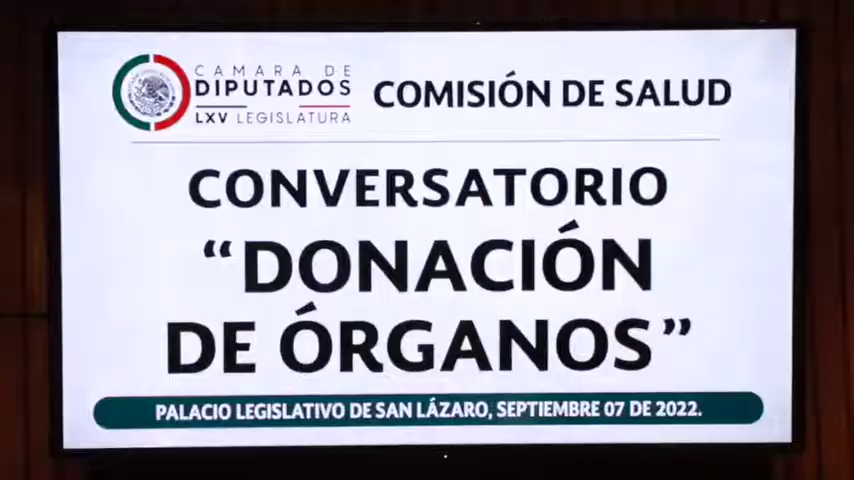 CAMARA DE
DIPUTADOS
LXV LEGISLATURA
COMISIÓN DE SALUD
CONVERSATORIO
“DONACIÓN
DE ÓRGANOS”
PALACIO LEGISLATIVO DE SAN LÁZARO, SEPTIEMBRE 07 DE 2022.